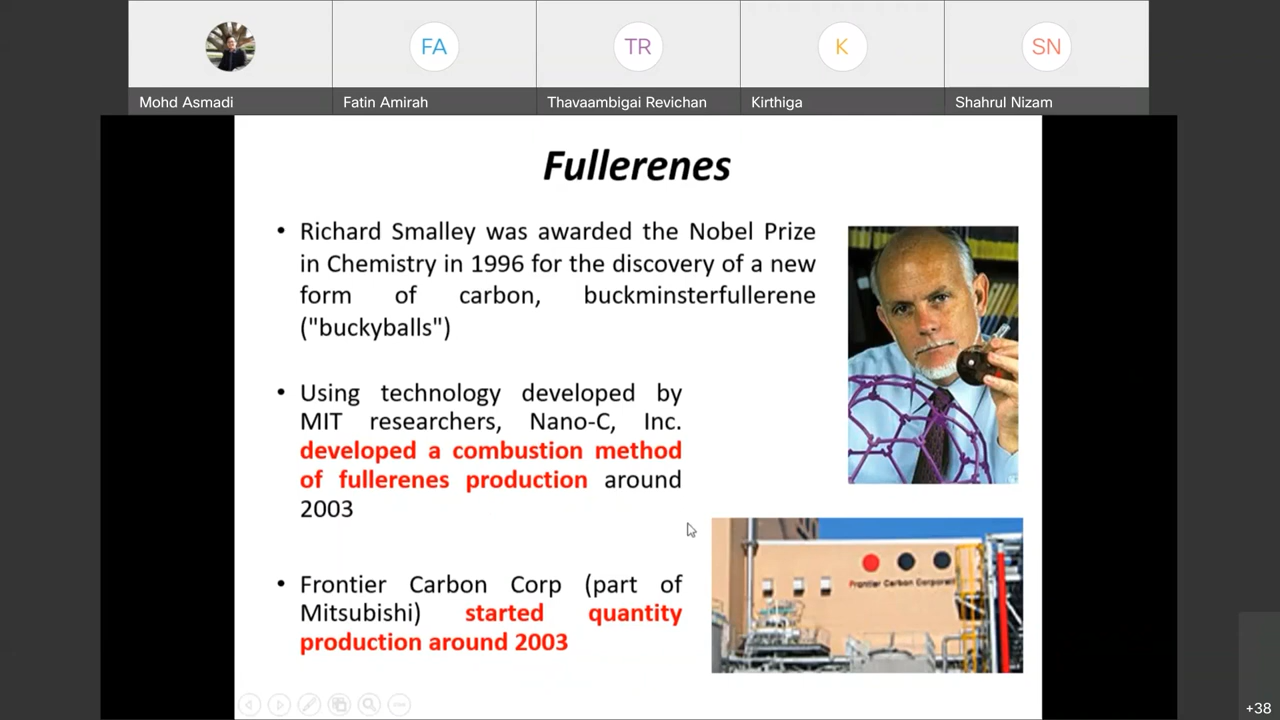 FA
TR
K
SN
Mohd Asmadi
Fatin Amirah
Thavaambigai Revichan
Kirthiga
Shahrul Nizam
Fullerenes
• Richard Smalley was awarded the Nobel Prize
in Chemistry in 1996 for the discovery of a new
form of carbon, buckminsterfullerene
("buckyballs")
• Using technology developed by
MIT researchers, Nano-C, Inc.
developed a combustion method
of fullerenes production around
2003
Frontier Carbon Corporati
• Frontier Carbon Corp (part of
Mitsubishi) started quantity
production around 2003
+38